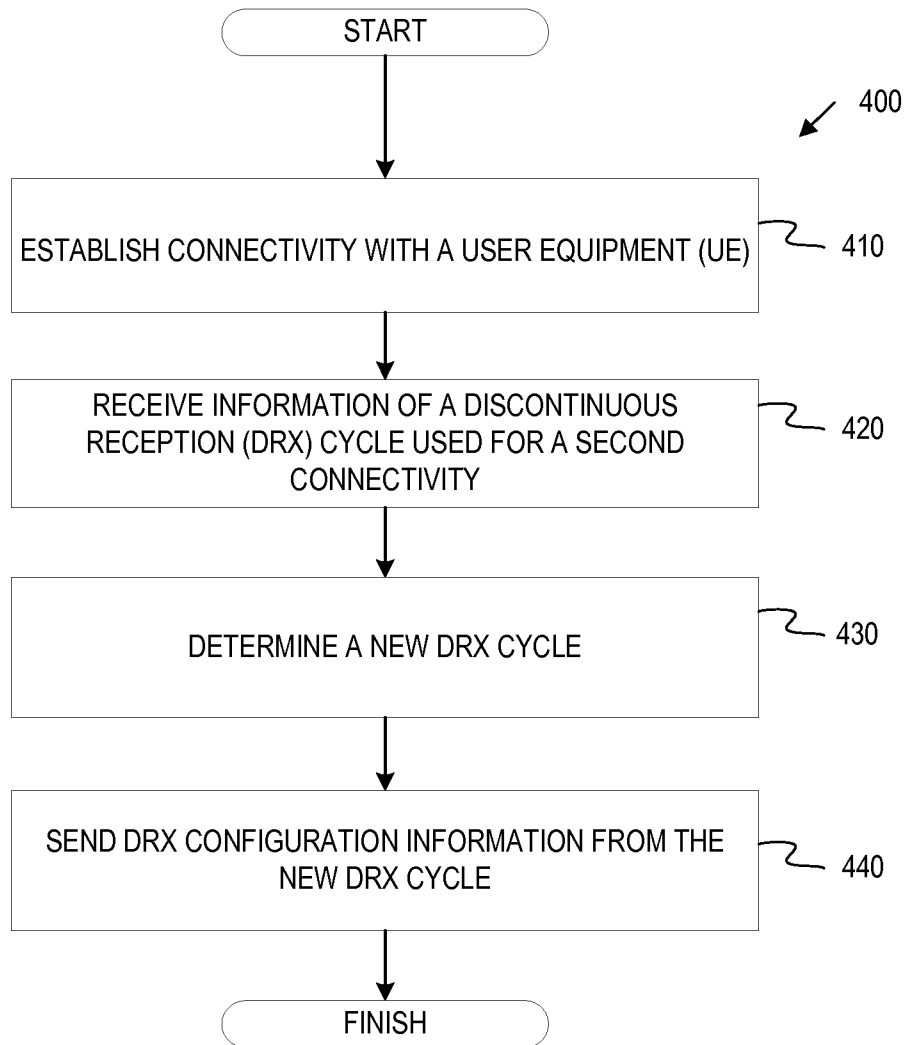 START
400
ESTABLISH CONNECTIVITY WITH A USER EQUIPMENT (UE)
410
RECEIVE INFORMATION OF A DISCONTINUOUS
RECEPTION (DRX) CYCLE USED FOR A SECOND
CONNECTIVITY
420
DETERMINE A NEW DRX CYCLE
430
SEND DRX CONFIGURATION INFORMATION FROM THE
NEW DRX CYCLE
440
FINISH